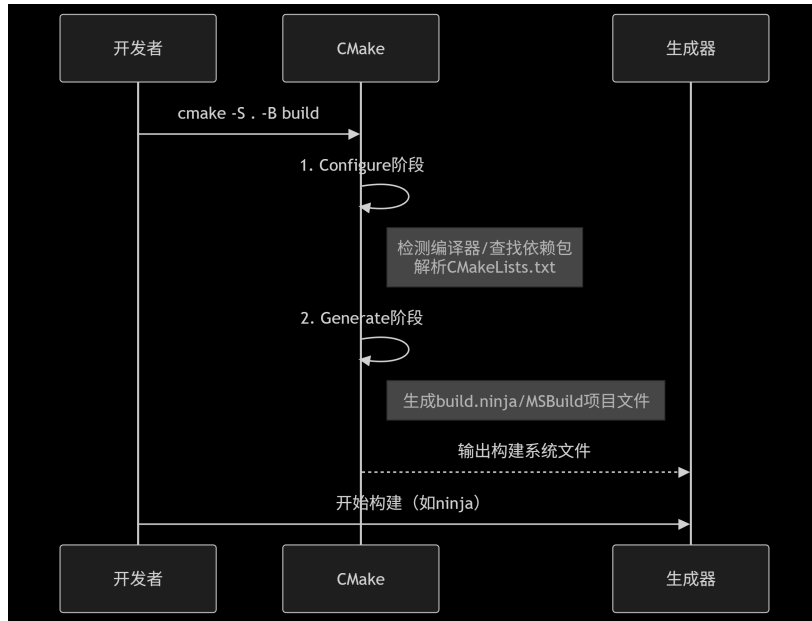 开发者
CMake
生成器
cmake -S . -B build
1. Configure阶段
检测编译器/查找依赖包
解析CMakeLists.txt
2. Generate阶段
生成build.ninja/MSBuild项目文件
输出构建系统文件
开始构建（如ninja）
开发者
CMake
生成器